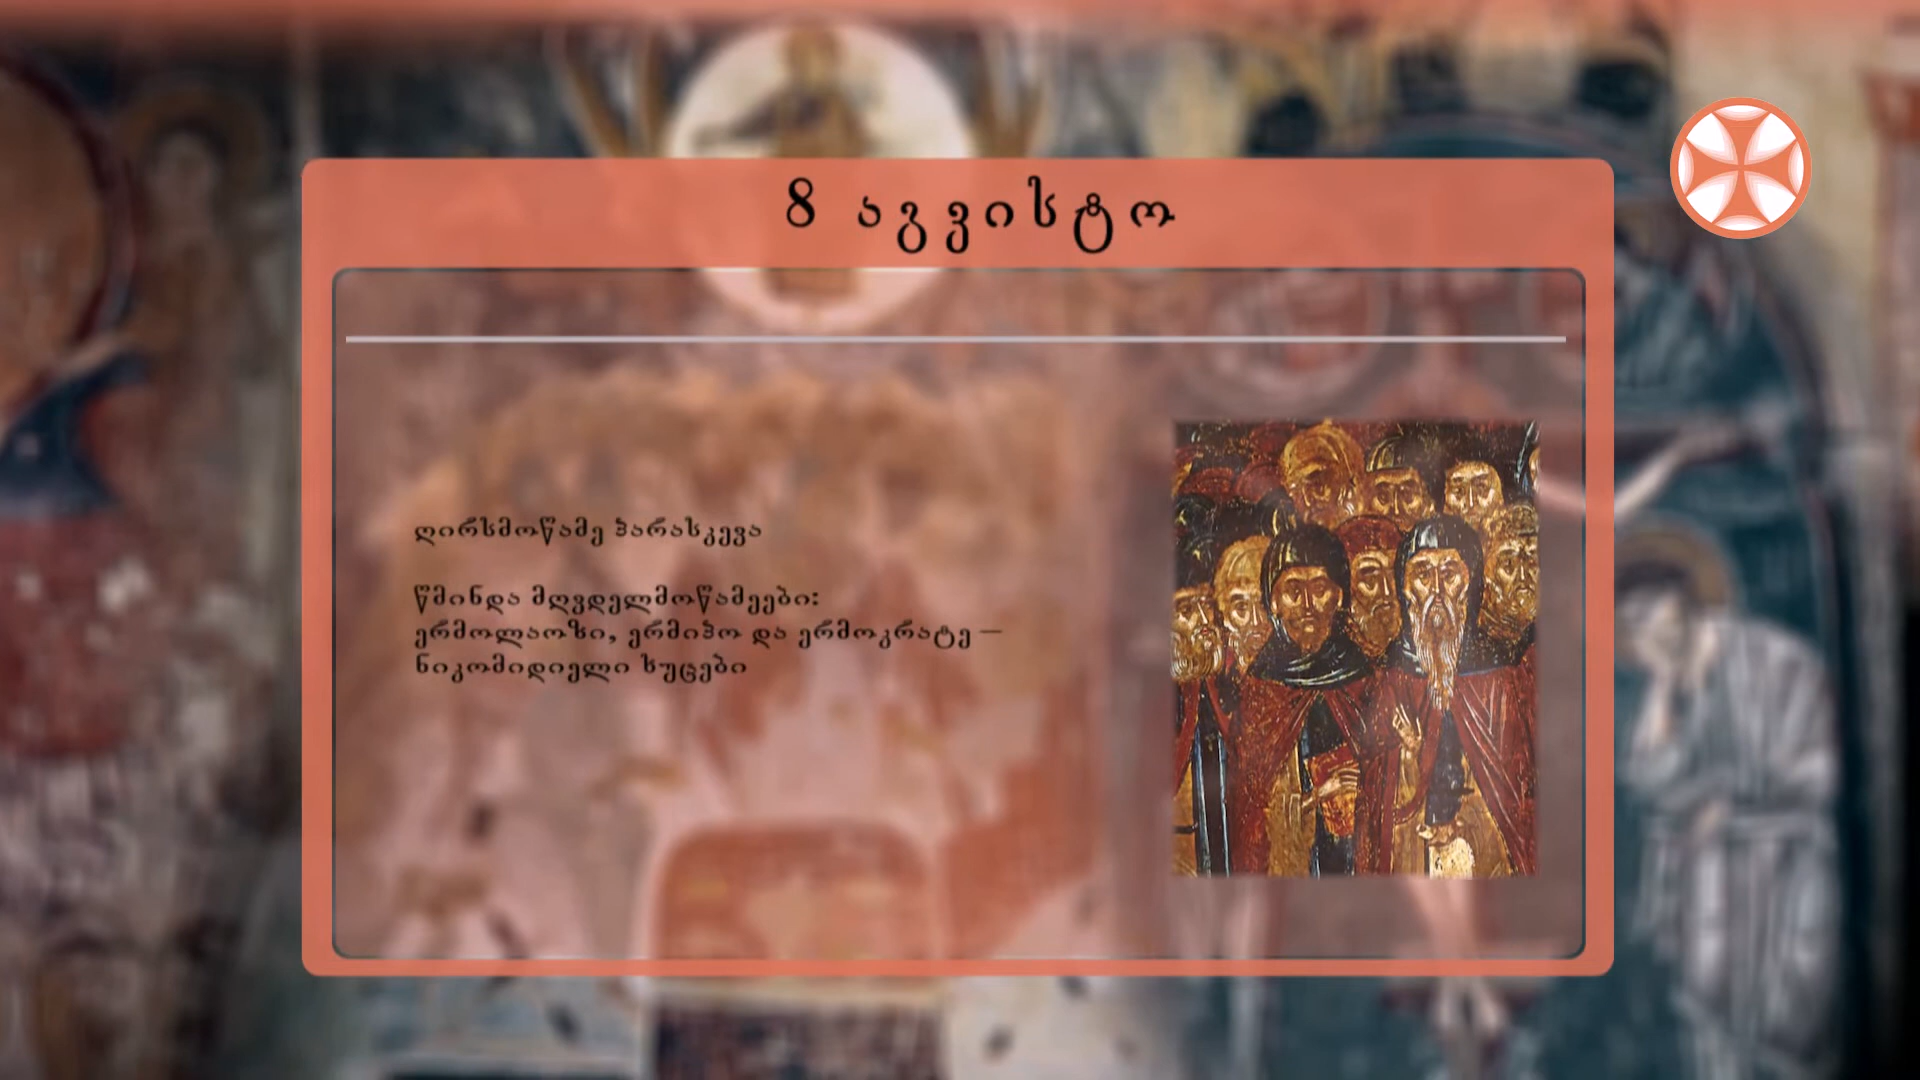 8 აგვისტო
ღირსმოწამე პარასკევა
წმინდა მღვდელმოწამეები:
ერმოლაოზი, ერმიპო და ერმოკრატე –
ნიკომიდიელი ხუცები